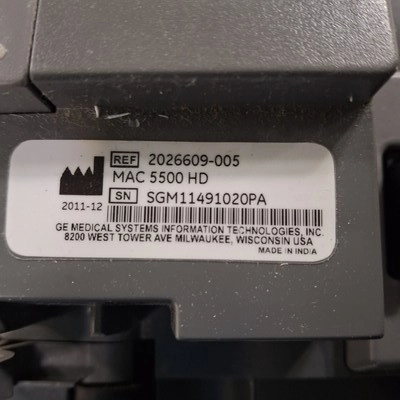 REF 2026609-005
MAC 5500 HD
2011-12 SN SGM11491020PA
GE MEDICAL SYSTEMS INFORMATION TECHNOLOGIES, INC.
8200 WEST TOWER AVE MILWAUKEE, WISCONSIN USA
MADE IN INDIA